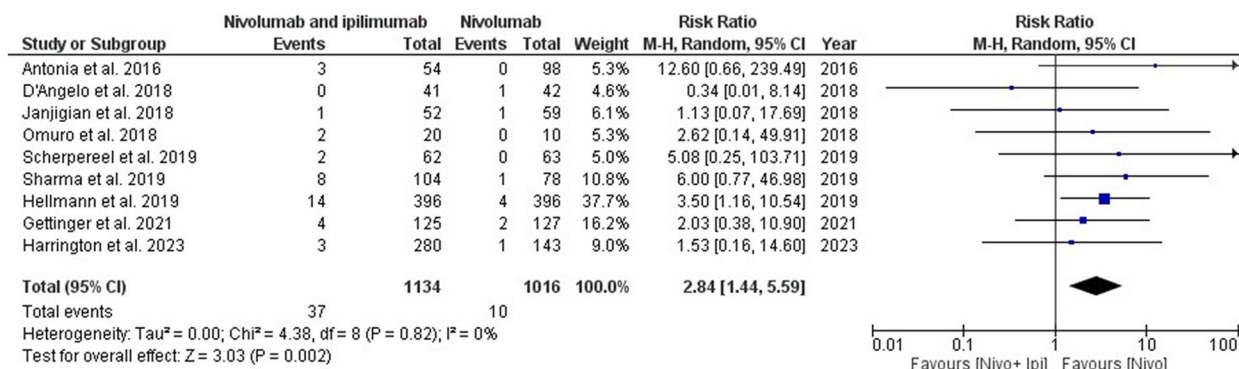 Nivolumab and ipilimumab Nivolumab Risk Ratio Risk Ratio
Study or Subgroup Events Total Events Total Weight M-H, Random, 95% CI Year M-H, Random, 95% CI
Antonia et al. 2016 3 54 0 98 5.3% 12.60 [0.66, 239.49] 2016
D'Angelo et al. 2018 0 41 1 42 4.6% 0.34 [0.01, 8.14] 2018
Janjigian et al. 2018 1 52 1 59 6.1% 1.13 [0.07, 17.69] 2018
Omuro et al. 2018 2 20 0 10 5.3% 2.62 [0.14, 49.91] 2018
Scherpereel et al. 2019 2 62 0 63 5.0% 5.08 [0.25, 103.71] 2019
Sharma et al. 2019 8 104 1 78 10.8% 6.00 [0.77, 46.98] 2019
Hellmann et al. 2019 14 396 4 396 37.7% 3.50 [1.16, 10.54] 2019
Gettinger et al. 2021 4 125 2 127 16.2% 2.03 [0.38, 10.90] 2021
Harrington et al. 2023 3 280 1 143 9.0% 1.53 [0.16, 14.60] 2023
Total (95% CI) 1134 1016 100.0% 2.84 [1.44, 5.59]
Total events 37 10
Heterogeneity: Tau² = 0.00; Chi² = 4.38, df = 8 (P = 0.82); I² = 0%
Test for overall effect: Z = 3.03 (P = 0.002)
0.01 0.1 1 10 100
Favours [Nivo+ Ipi] Favours [Nivo]